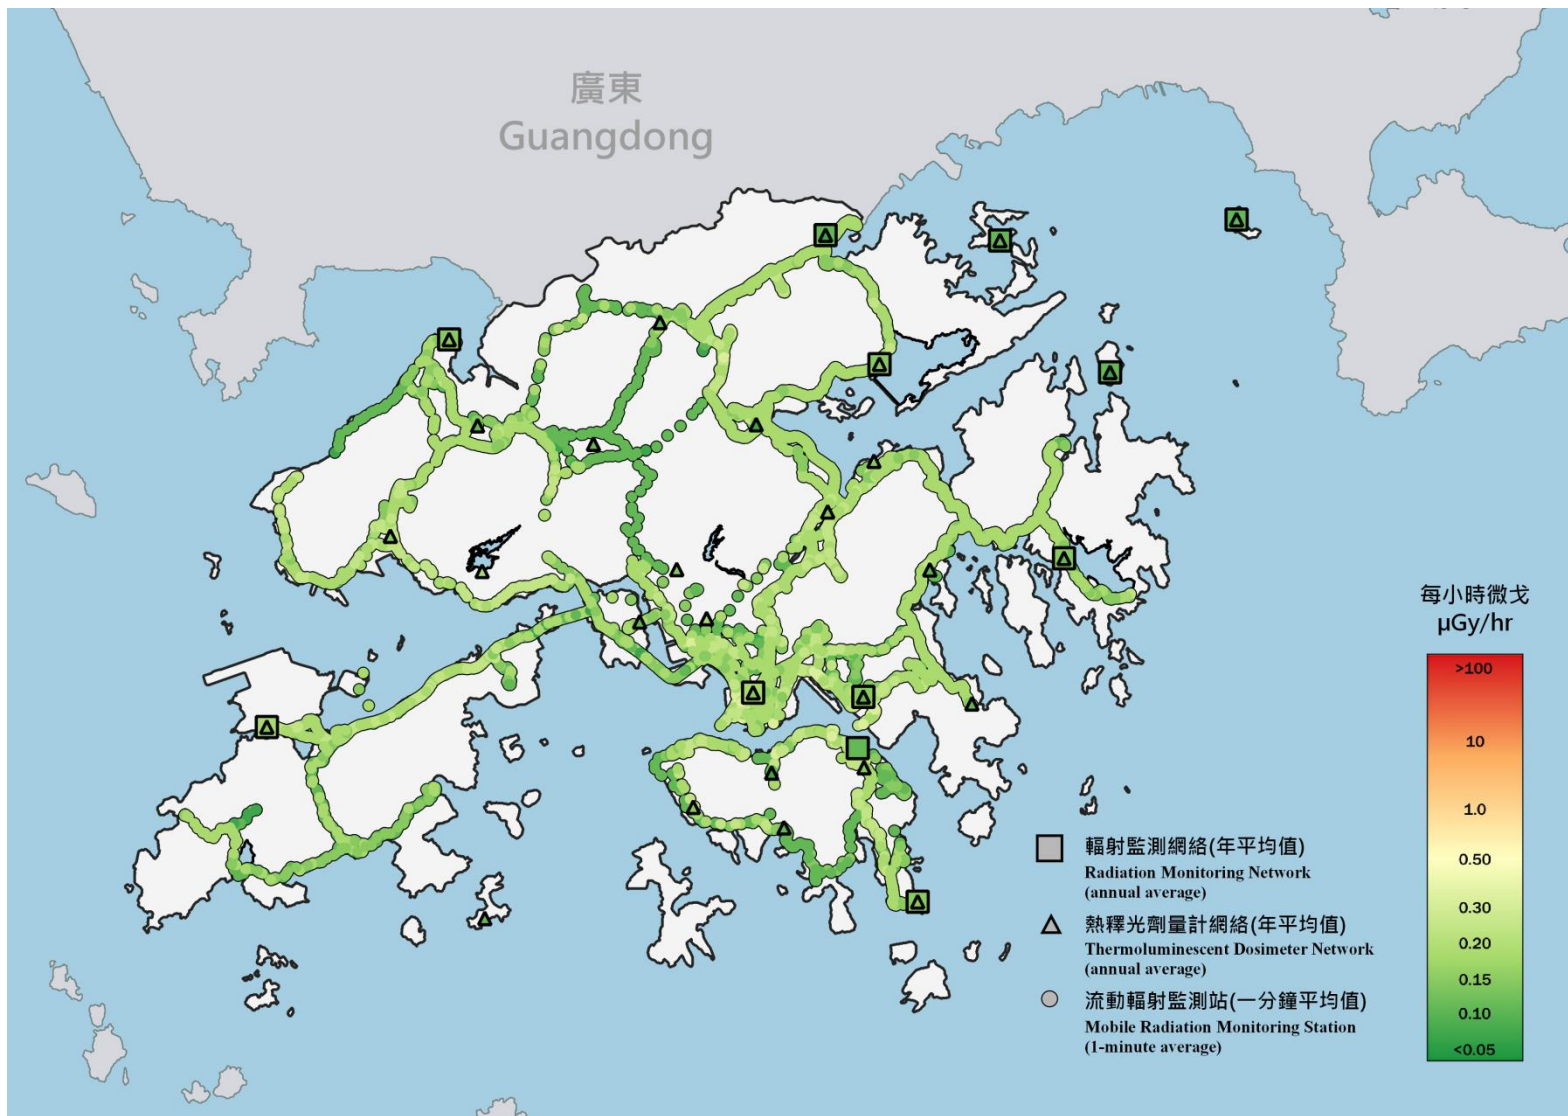 廣東
Guangdong
每小時微戈
μGy/hr
>100
10
1.0
0.50
0.30
0.20
0.15
0.10
<0.05
輻射監測網絡(年平均值)
Radiation Monitoring Network
(annual average)
熱釋光劑量計網絡(年平均值)
Thermoluminescent Dosimeter Network
(annual average)
流動輻射監測站(一分鐘平均值)
Mobile Radiation Monitoring Station
(1-minute average)